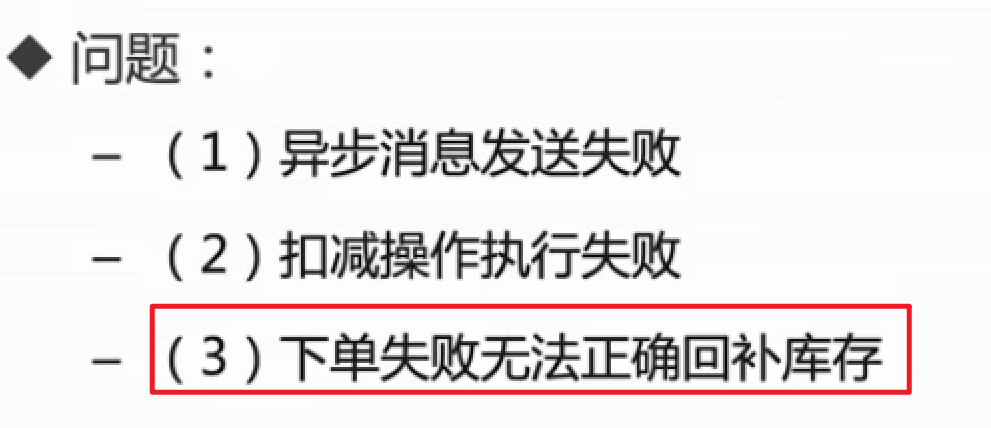 ◆ 问题：
– （1）异步消息发送失败
– （2）扣减操作执行失败
– （3）下单失败无法正确回补库存